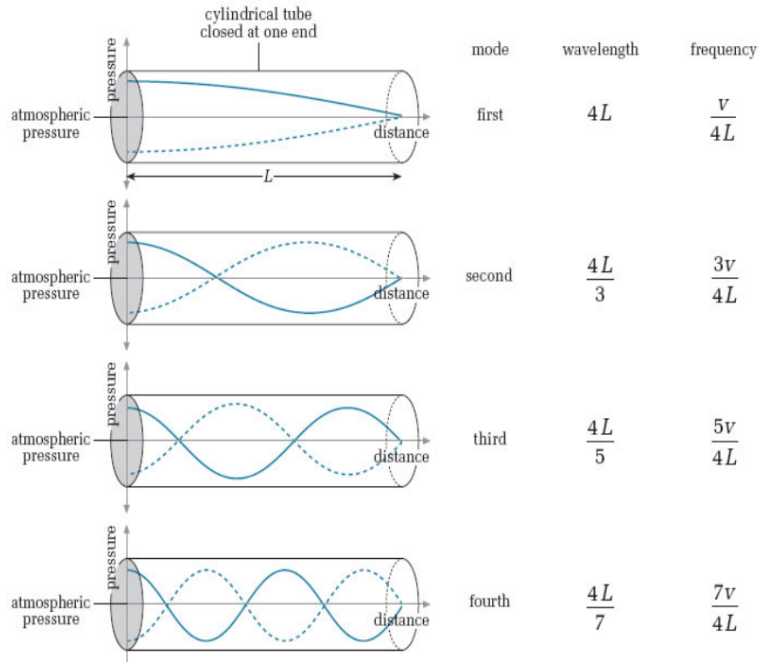 cylindrical tube
closed at one end
mode wavelength frequency
pressure
atmospheric
pressure
distance
L
first 4L v/4L
pressure
atmospheric
pressure
distance
second 4L/3 3v/4L
pressure
atmospheric
pressure
distance
third 4L/5 5v/4L
pressure
atmospheric
pressure
distance
fourth 4L/7 7v/4L